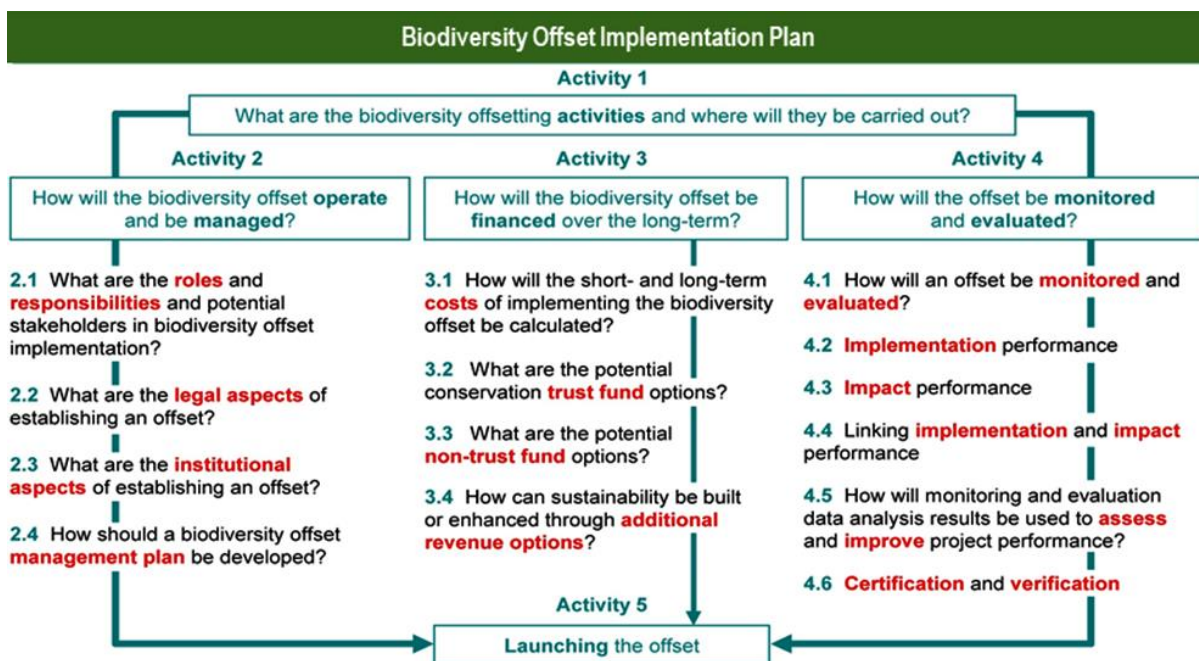 Biodiversity Offset Implementation Plan
Activity 1
What are the biodiversity offsetting activities and where will they be carried out?
Activity 2
How will the biodiversity offset operate
and be managed?
2.1 What are the roles and
responsibilities and potential
stakeholders in biodiversity offset
implementation?
2.2 What are the legal aspects of
establishing an offset?
2.3 What are the institutional
aspects of establishing an offset?
2.4 How should a biodiversity offset
management plan be developed?
Activity 3
How will the biodiversity offset be
financed over the long-term?
3.1 How will the short- and long-term
costs of implementing the biodiversity
offset be calculated?
3.2 What are the potential
conservation trust fund options?
3.3 What are the potential
non-trust fund options?
3.4 How can sustainability be built
or enhanced through additional
revenue options?
Activity 4
How will the offset be monitored
and evaluated?
4.1 How will an offset be monitored and
evaluated?
4.2 Implementation performance
4.3 Impact performance
4.4 Linking implementation and impact
performance
4.5 How will monitoring and evaluation
data analysis results be used to assess
and improve project performance?
4.6 Certification and verification
Activity 5
Launching the offset